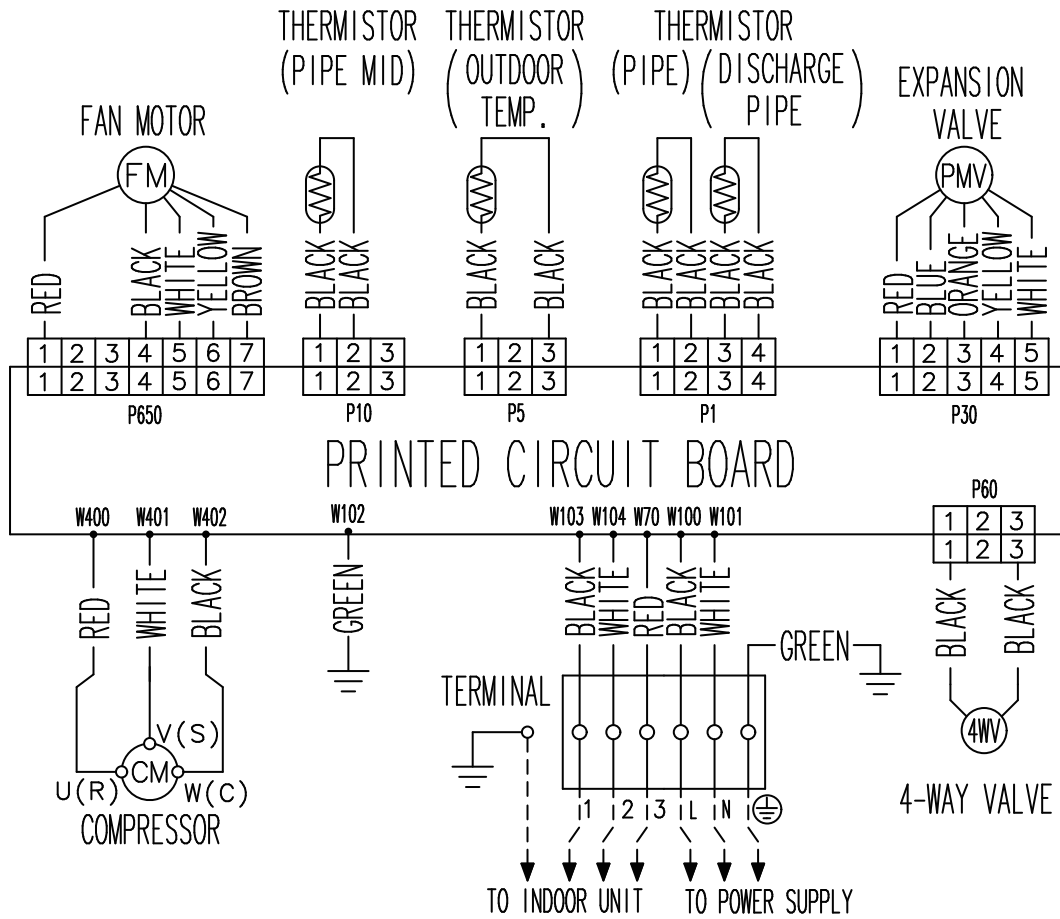 THERMISTOR THERMISTOR THERMISTOR
(PIPE MID) (OUTDOOR TEMP.) (PIPE) (DISCHARGE PIPE)
EXPANSION
VALVE
FAN MOTOR
FM
PMV
RED BLACK WHITE YELLOW BROWN
BLACK BLACK
BLACK BLACK
BLACK BLACK BLACK BLACK
RED BLUE ORANGE YELLOW WHITE
1 2 3 4 5 6 7
1 2 3 4 5 6 7
P650
1 2 3
1 2 3
P10
1 2 3
1 2 3
P5
1 2 3 4
1 2 3 4
P1
1 2 3 4 5
1 2 3 4 5
P30
PRINTED CIRCUIT BOARD
W400 W401 W402 W102 W103 W104 W70 W100 W101
P60
1 2 3
1 2 3
RED WHITE BLACK
GREEN
BLACK WHITE RED BLACK WHITE
GREEN
BLACK BLACK
TERMINAL
V(S)
CM
U(R) W(C)
COMPRESSOR
4WV
4-WAY VALVE
1 2 3 L N
TO INDOOR UNIT TO POWER SUPPLY